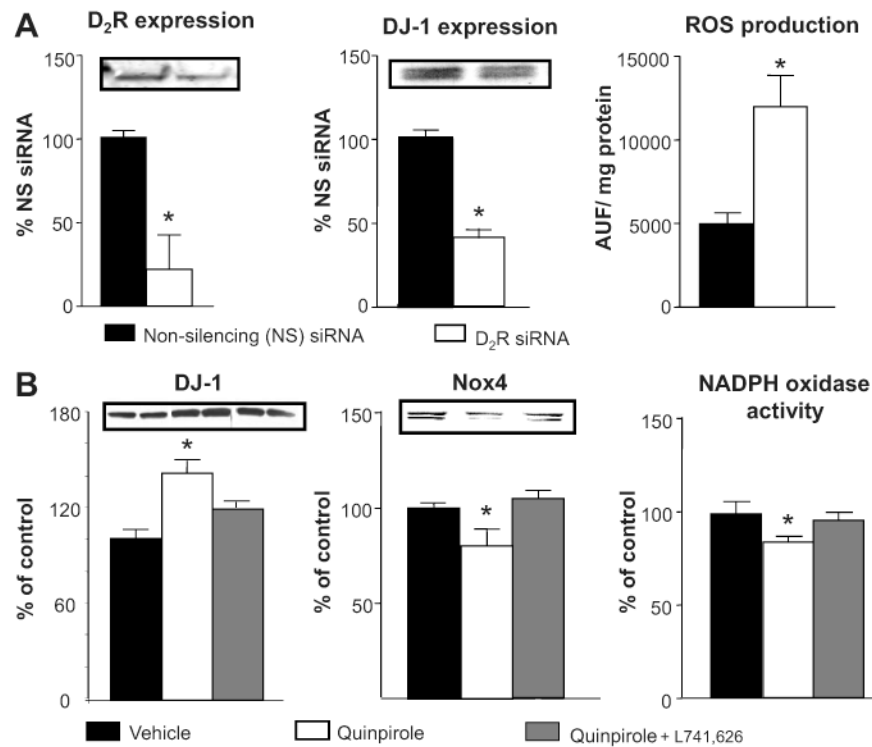 A
D₂R expression
% NS siRNA
150
100
50
0
*
DJ-1 expression
% NS siRNA
150
100
50
0
*
ROS production
AUF/ mg protein
15000
10000
5000
0
*
Non-silencing (NS) siRNA
D₂R siRNA
B
DJ-1
% of control
180
120
60
0
*
Nox4
% of control
150
100
50
*
NADPH oxidase
activity
% of control
150
100
50
0
*
Vehicle
Quinpirole
Quinpirole + L741,626